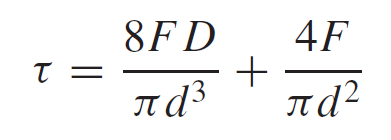 τ = 8FD/πd³ + 4F/πd²